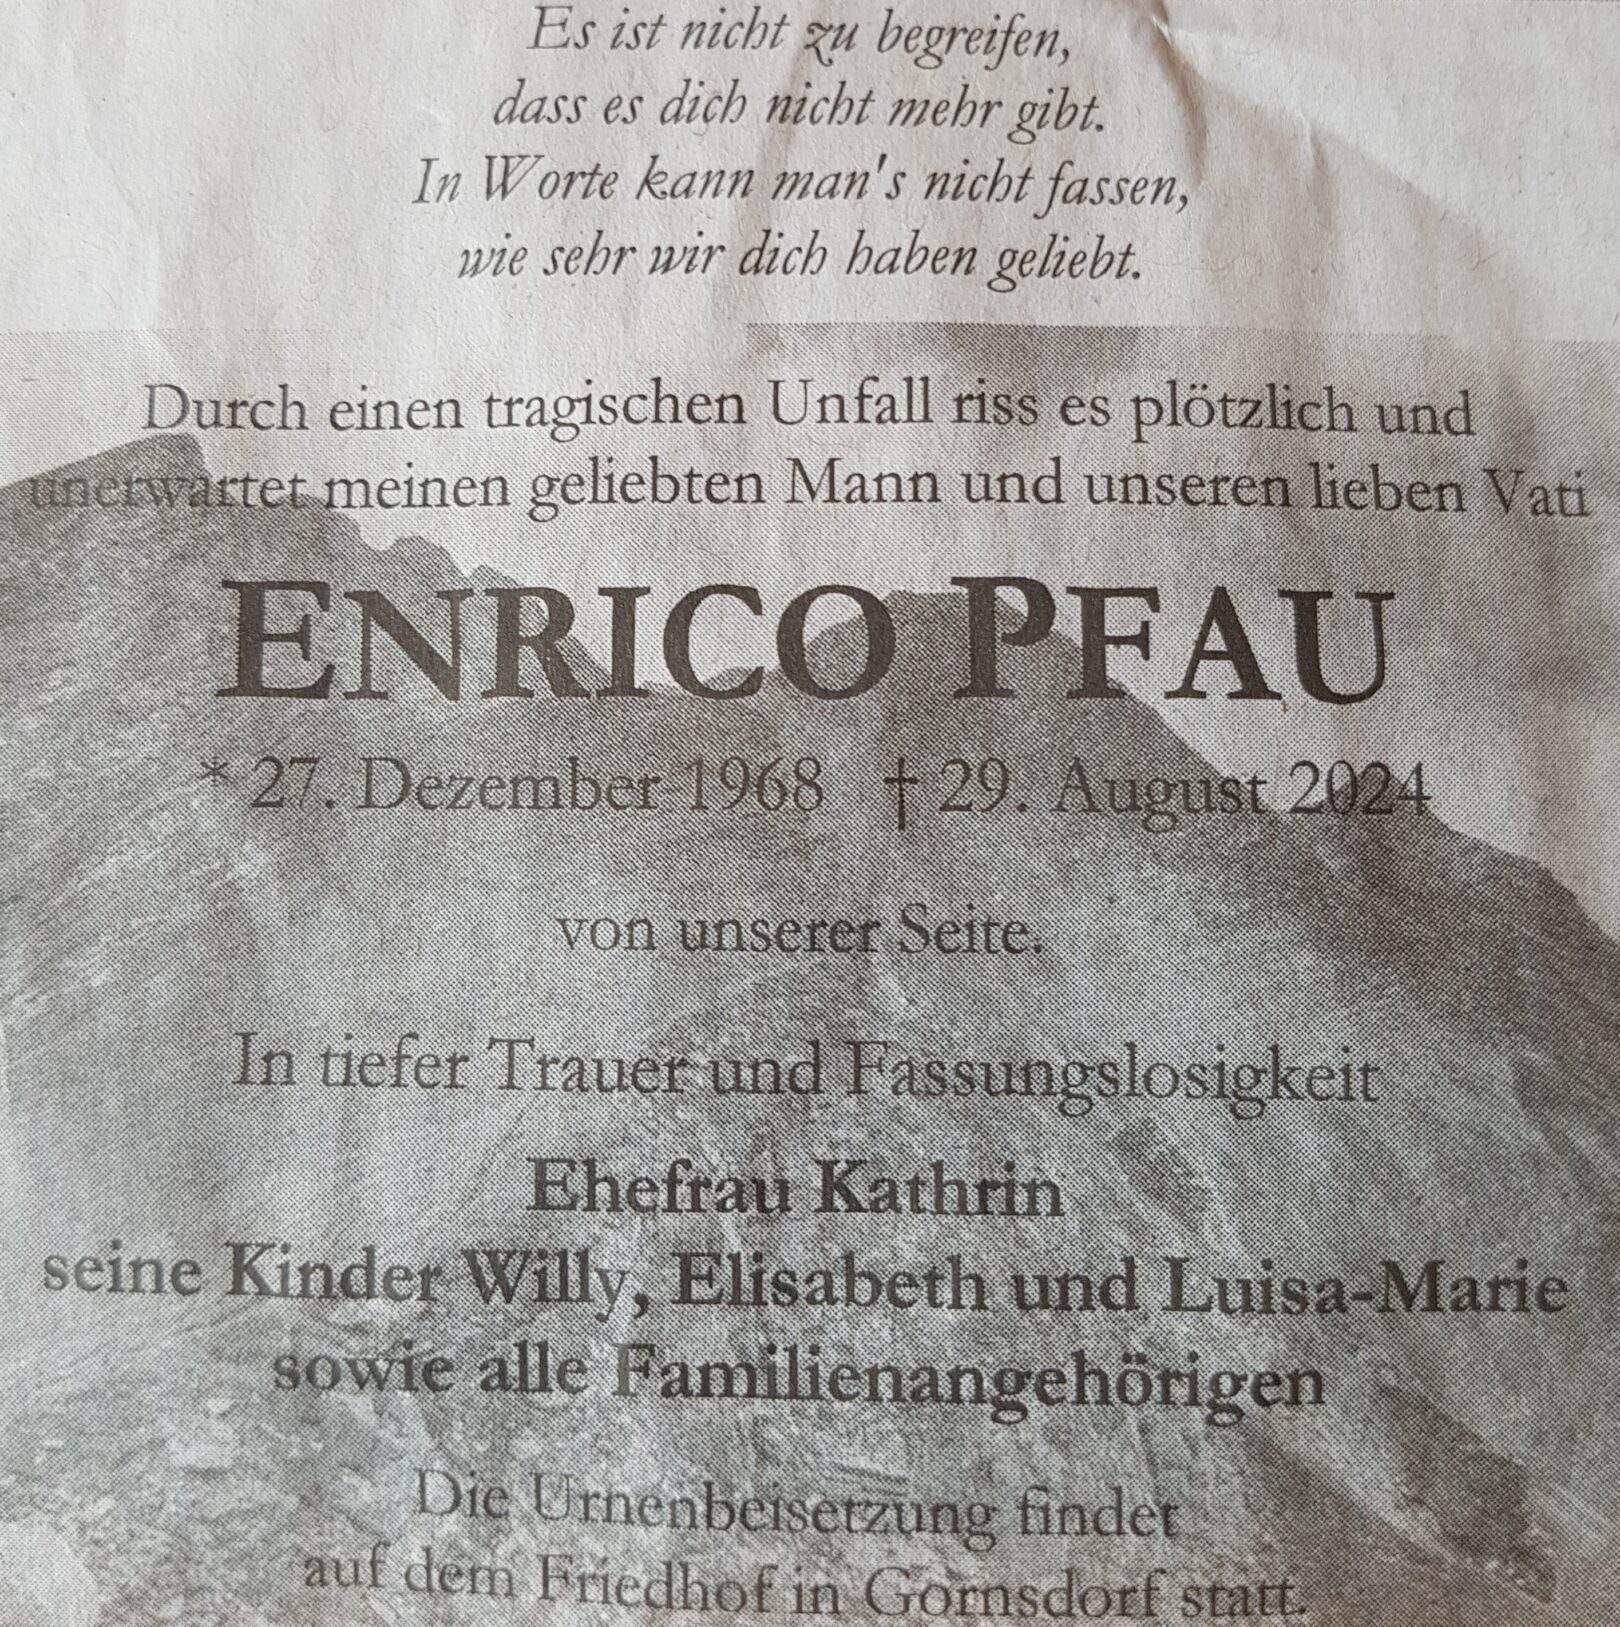 Es ist nicht zu begreifen,
dass es dich nicht mehr gibt.
In Worte kann man's nicht fassen,
wie sehr wir dich haben geliebt.
Durch einen tragischen Unfall riss es plötzlich und
unerwartet meinen geliebten Mann und unseren lieben Vati
ENRICO PFAU
* 27. Dezember 1968 † 29. August 2024
von unserer Seite.
In tiefer Trauer und Fassungslosigkeit
Ehefrau Kathrin
seine Kinder Willy, Elisabeth und Luisa-Marie
sowie alle Familienangehörigen
Die Urnenbeisetzung findet
auf dem Friedhof in Gornsdorf statt.